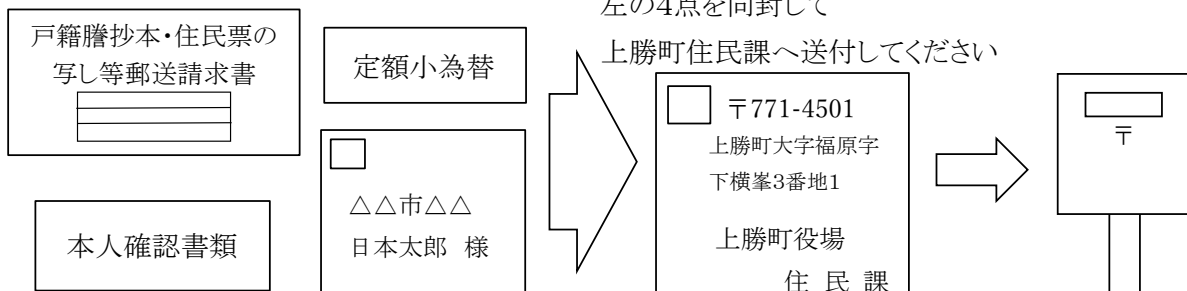 戸籍謄抄本・住民票の
写し等郵送請求書
定額小為替
本人確認書類
△△市△△
日本太郎 様
左の4点を同封して
上勝町住民課へ送付してください
〒771-4501
上勝町大字福原字
下横峯3番地1
上勝町役場
住 民 課
〒